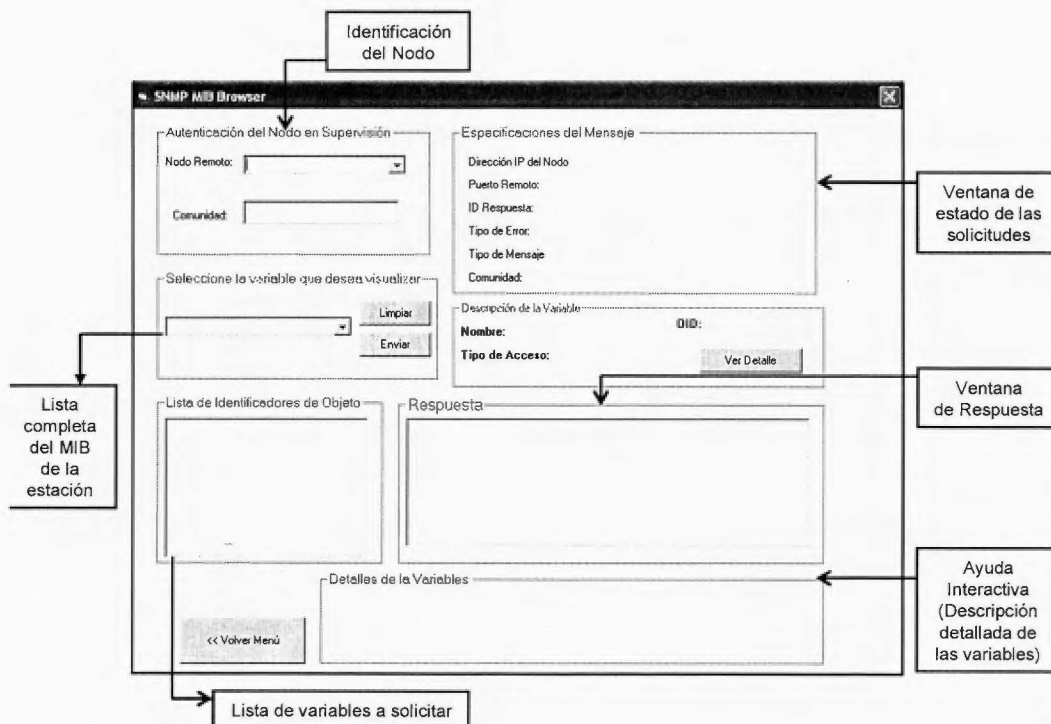 Identificación
del Nodo
SNMP MIB Browser
Autenticación del Nodo en Supervisión
Nodo Remoto:
Comunidad:
Especificaciones del Mensaje
Dirección IP del Nodo
Puerto Remoto:
ID Respuesta:
Tipo de Error:
Tipo de Mensaje
Comunidad:
Ventana de
estado de las
solicitudes
Seleccione la variable que desea visualizar
Limpiar
Enviar
Descripción de la Variable
Nombre:
OID:
Tipo de Acceso:
Ver Detalle
Lista
completa
del MIB
de la
estación
Lista de Identificadores de Objeto
Respuesta
Ventana
de Respuesta
Detalles de la Variables
<< Volver Menú
Ayuda
Interactiva
(Descripción
detallada de
las variables)
Lista de variables a solicitar